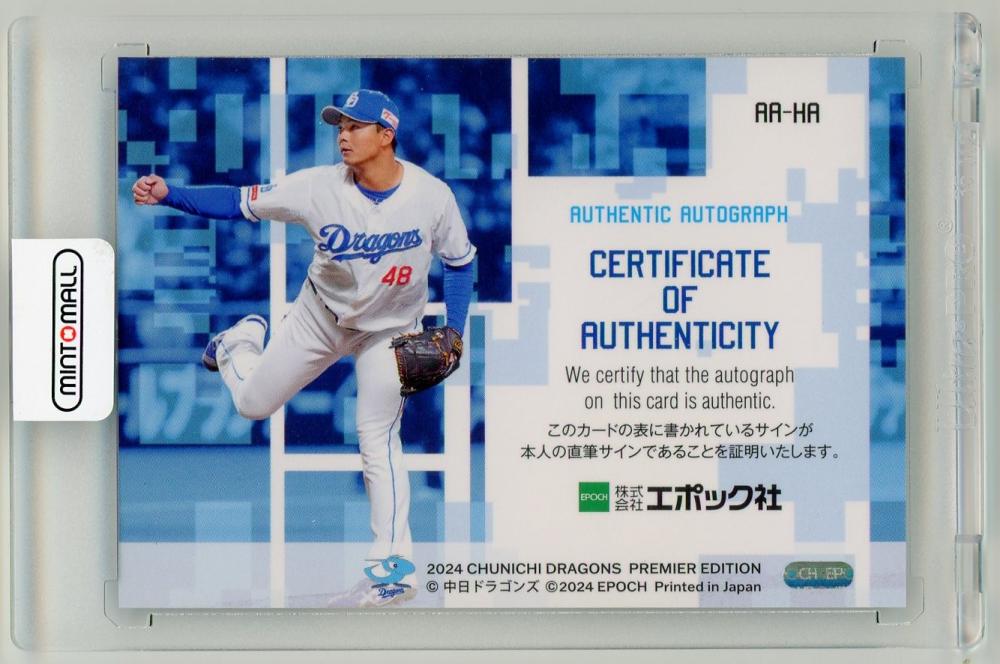 AA-HA
AUTHENTIC AUTOGRAPH
CERTIFICATE
OF
AUTHENTICITY
We certify that the autograph
on this card is authentic.
このカードの表に書かれているサインが
本人の直筆サインであることを証明いたします。
EPOCH 株式会社 エポック社
2024 CHUNICHI DRAGONS PREMIER EDITION
© 中日ドラゴンズ ©2024 EPOCH Printed in Japan
Dragons
48
MINTOMALL
Dragons